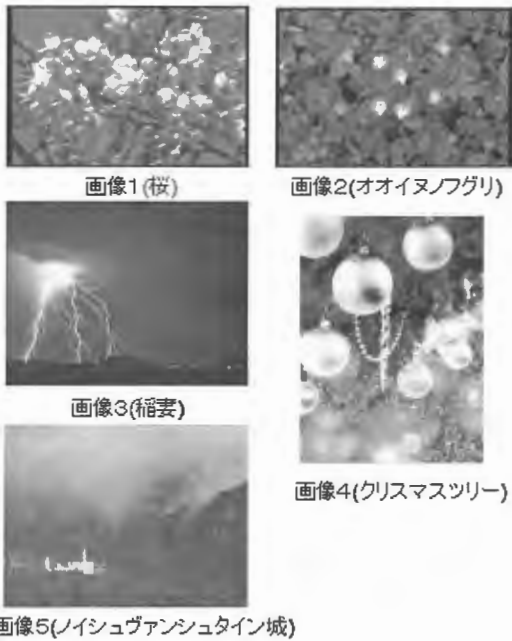 画像1(桜)
画像2(オオイヌノフグリ)
画像3(稲妻)
画像4(クリスマスツリー)
画像5(ノイシュヴァンシュタイン城)